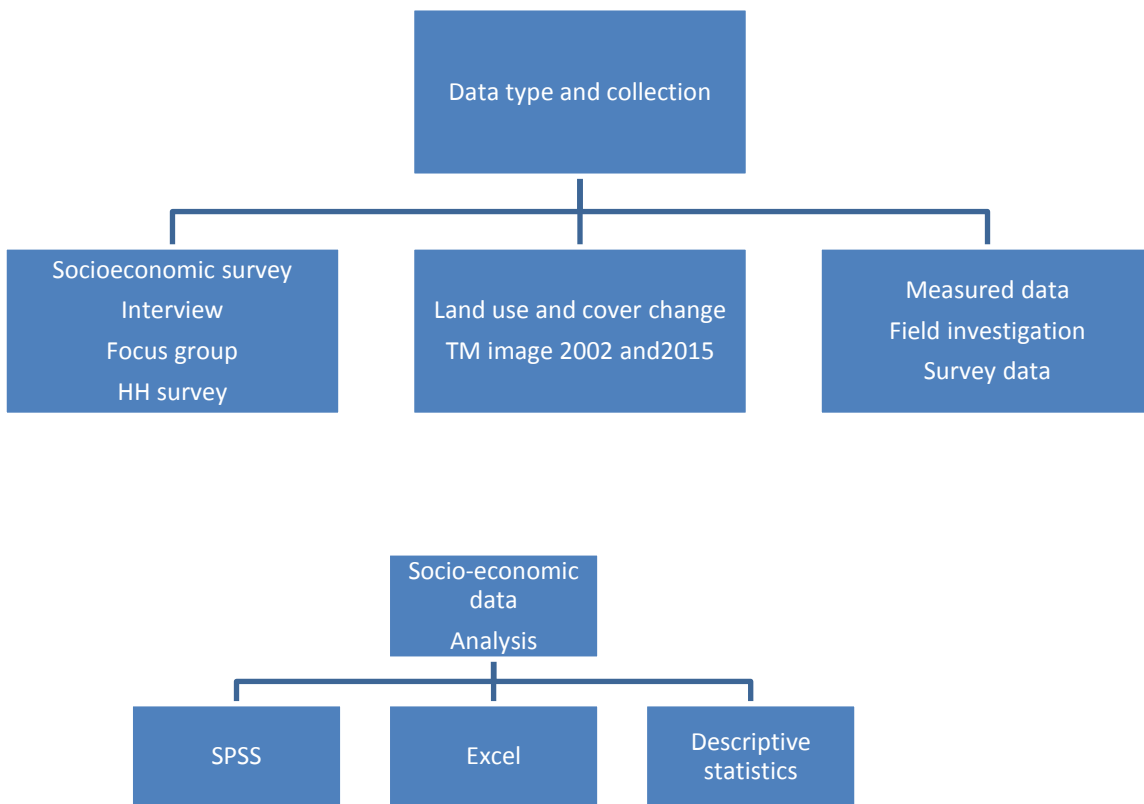 Data type and collection
Socioeconomic survey
Interview
Focus group
HH survey
Land use and cover change
TM image 2002 and2015
Measured data
Field investigation
Survey data
Socio-economic
data
Analysis
SPSS
Excel
Descriptive
statistics